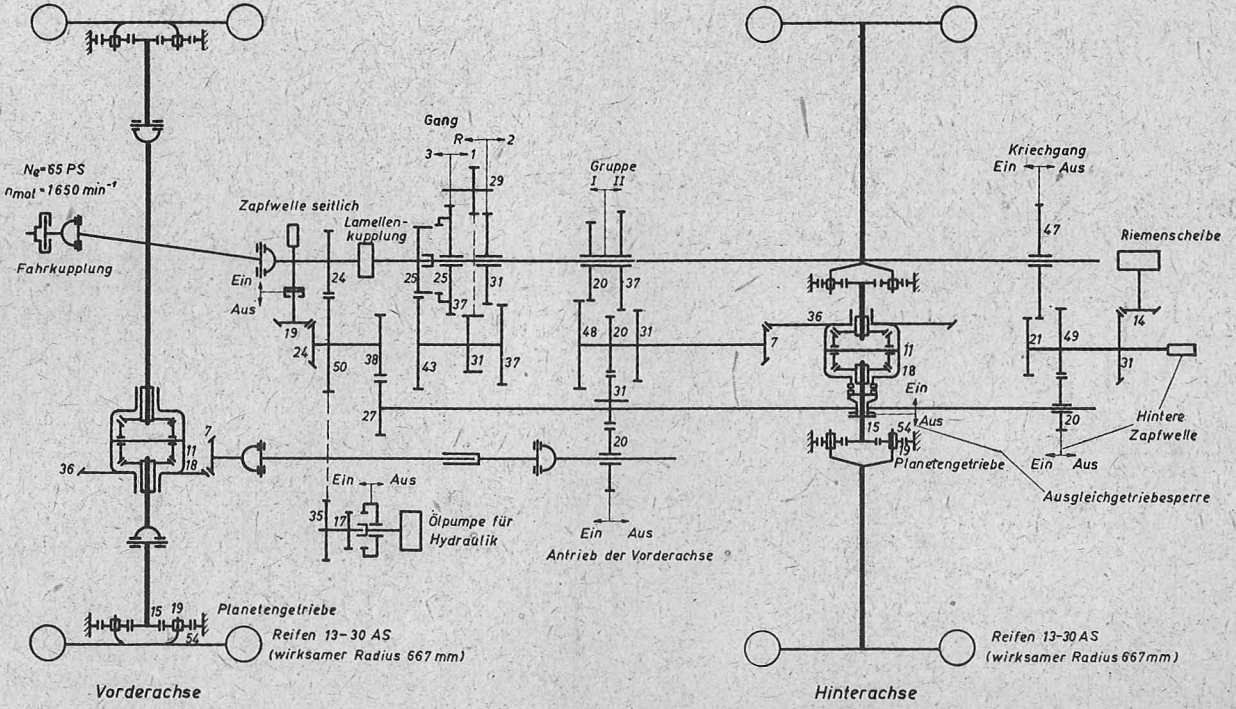 Gang
R 2
3 1
29
Kriechgang
Ein Aus
47
Gruppe
I II
Ne=65 PS
nmot=1650 min⁻¹
Fahrkupplung
Zapfwelle seitlich
Lamellen-
kupplung
Riemenscheibe
Ein
Aus
24
25
25
31
20
37
37
19
24
50
38
43
31
37
48
20
31
7
36
11
18
21
49
31
14
27
31
20
Ein
Aus
15
54
19
Planetengetriebe
20
Ein Aus
Hintere
Zapfwelle
Ausgleichgetriebesperre
7
11
18
36
Ein Aus
35
17
Ölpumpe für
Hydraulik
Ein Aus
Antrieb der Vorderachse
15
19
54
Planetengetriebe
Reifen 13-30 AS
(wirksamer Radius 667mm)
Reifen 13-30 AS
(wirksamer Radius 667mm)
Vorderachse
Hinterachse